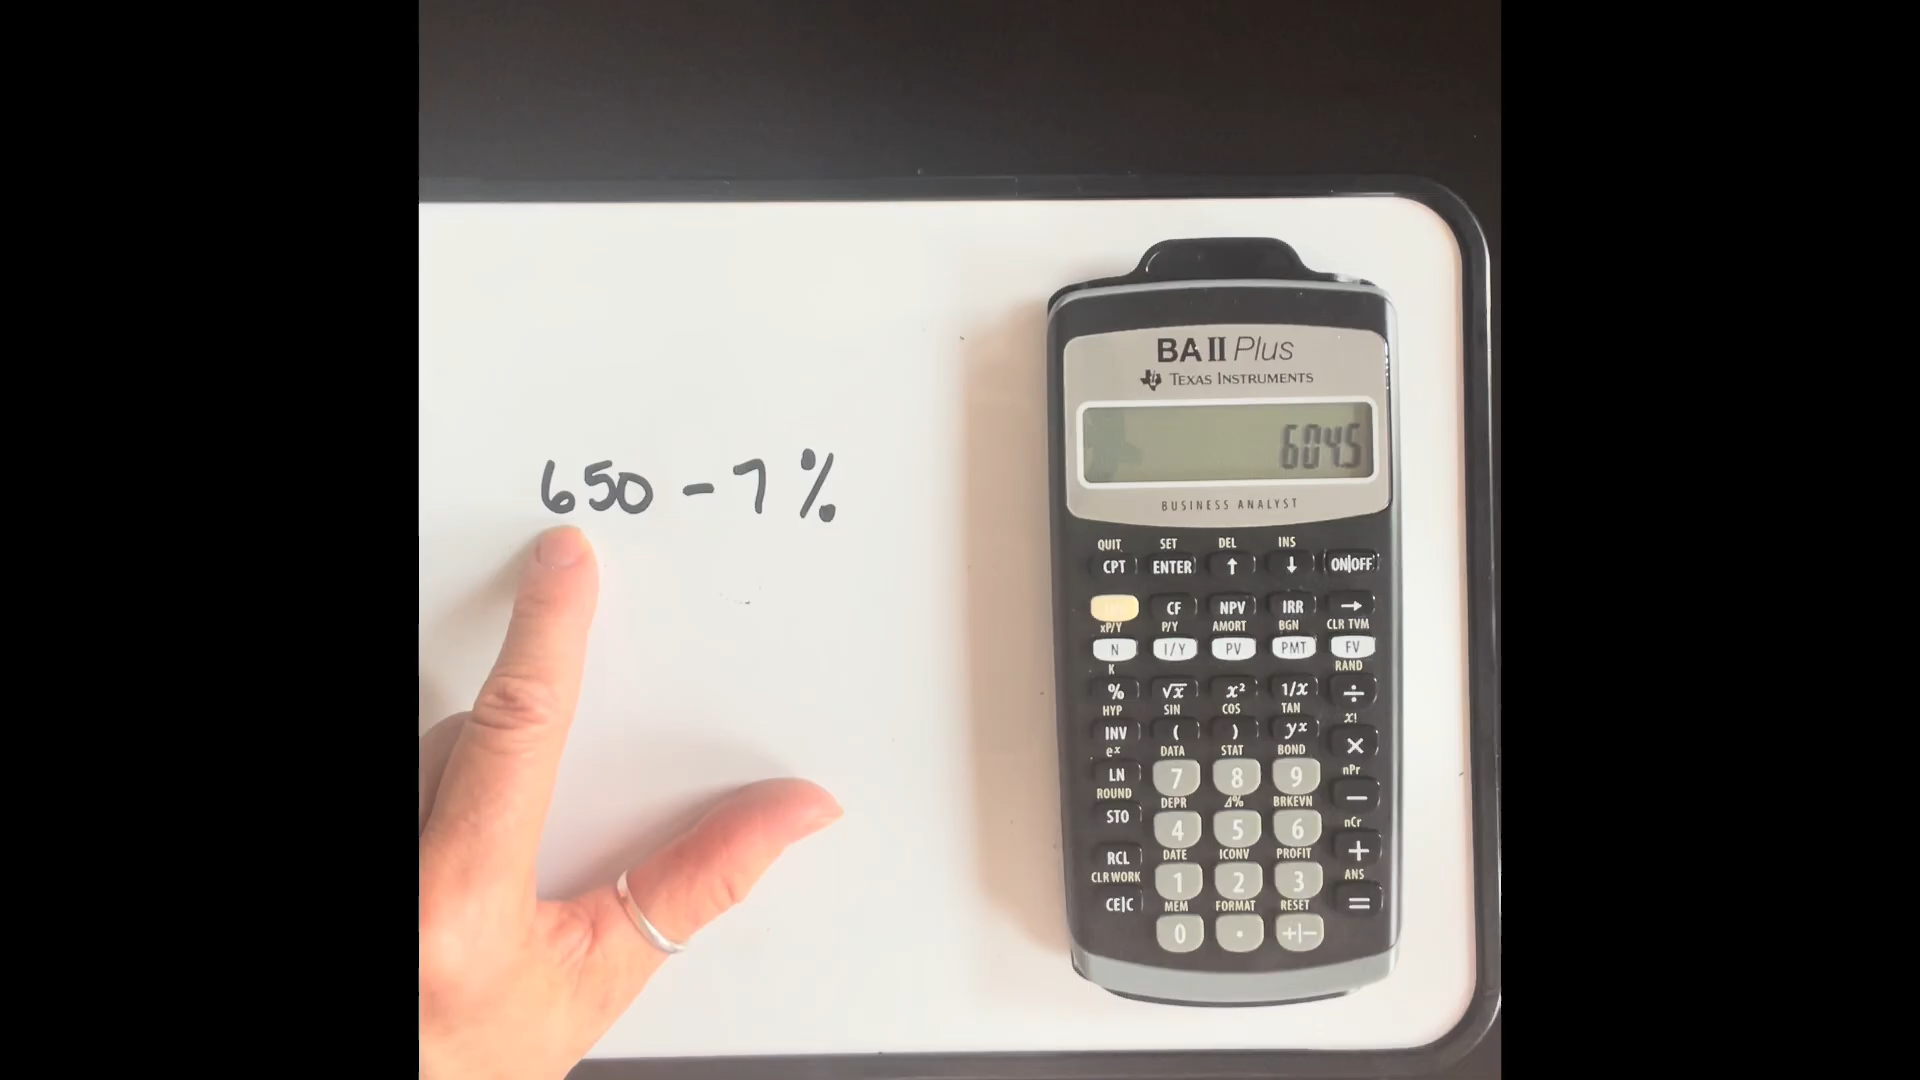 650 - 7 %
BA II Plus
TEXAS INSTRUMENTS
604.5
BUSINESS ANALYST
QUIT SET DEL INS
CPT ENTER ↑ ↓ ON|OFF
CF NPV IRR →
xP/Y P/Y AMORT BGN CLR TVM
N I/Y PV PMT FV
K RAND
% √x x² 1/x ÷
HYP SIN COS TAN x!
INV ( ) yˣ ×
eˣ DATA STAT BOND nPr
LN 7 8 9 −
ROUND DEPR Δ% BRKEVN nCr
STO 4 5 6 +
DATE ICONV PROFIT ANS
RCL 1 2 3 =
CLR WORK MEM FORMAT RESET
CE|C 0 . +|−